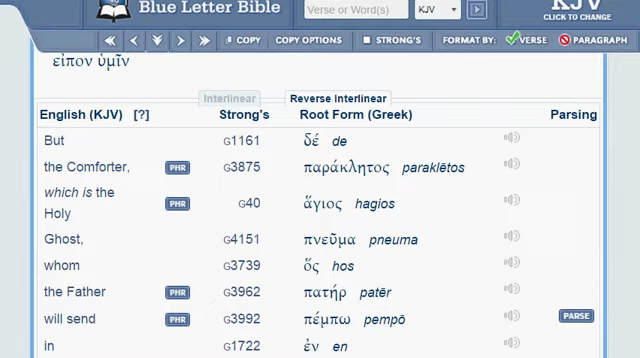 Blue Letter Bible
Verse or Word(s)
KJV
KJV
CLICK TO CHANGE
COPY COPY OPTIONS STRONG'S FORMAT BY: VERSE PARAGRAPH
εἶπον ὑμῖν
Interlinear Reverse Interlinear
English (KJV) [?] Strong's Root Form (Greek) Parsing
But G1161 δέ de
the Comforter, PHR G3875 παράκλητος paraklētos
which is the
Holy PHR G40 ἅγιος hagios
Ghost, G4151 πνεῦμα pneuma
whom G3739 ὅς hos
the Father PHR G3962 πατήρ patēr
will send PHR G3992 πέμπω pempō PARSE
in G1722 ἐν en